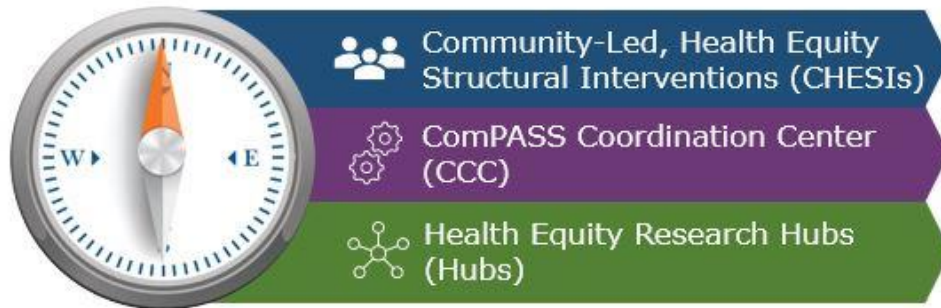 Community-Led, Health Equity
Structural Interventions (CHESIs)
W
E
ComPASS Coordination Center
(CCC)
Health Equity Research Hubs
(Hubs)